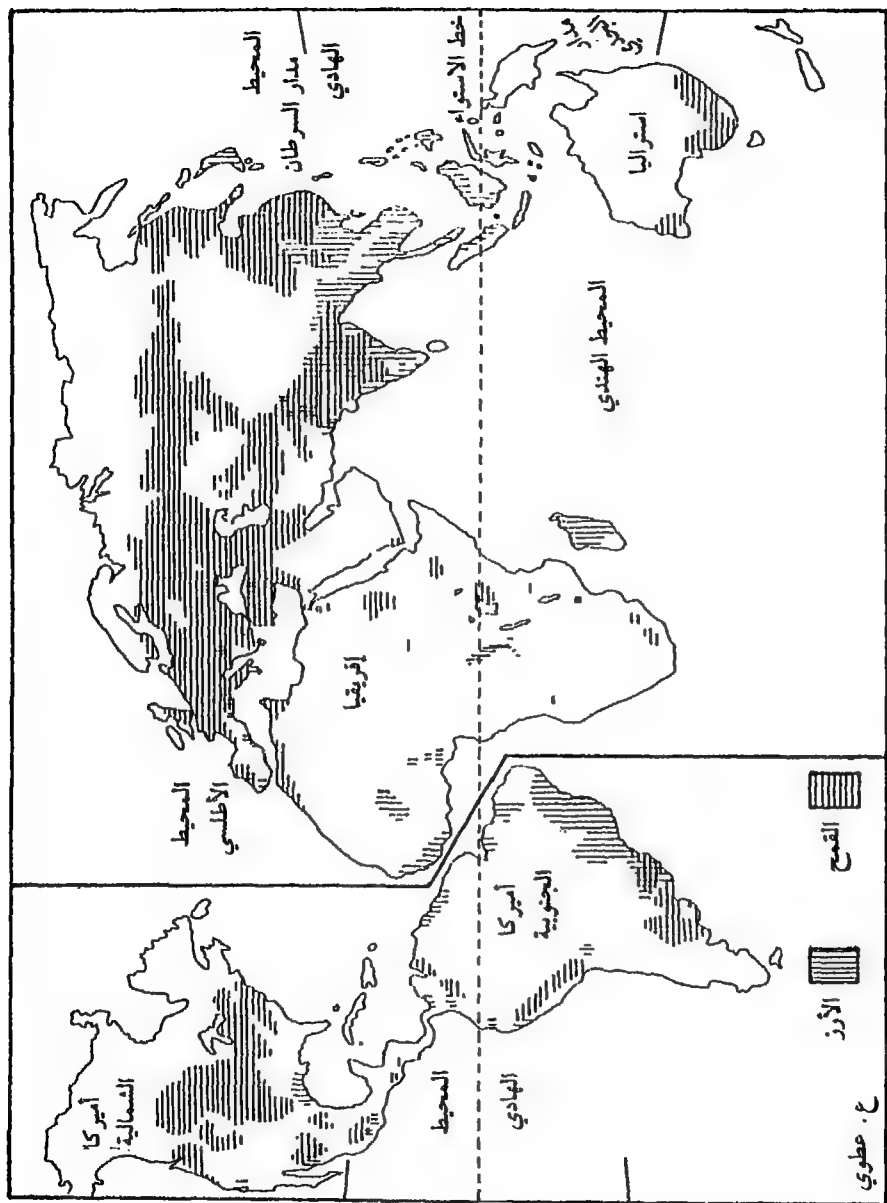 أميركا
الشمالية
المحيط
الأطلسي
إفريقيا
المحيط
الهادي
مدار السرطان
خط الاستواء
المحيط
الهادي
أميركا
الجنوبية
المحيط الهندي
استراليا
القمح
الأرز
ع. عطوي